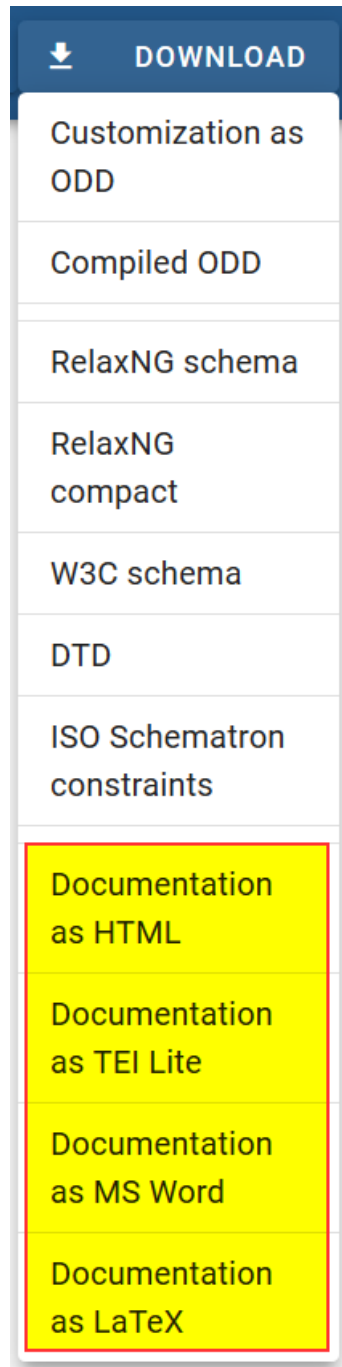 DOWNLOAD
Customization as
ODD
Compiled ODD
RelaxNG schema
RelaxNG
compact
W3C schema
DTD
ISO Schematron
constraints
Documentation
as HTML
Documentation
as TEI Lite
Documentation
as MS Word
Documentation
as LaTeX